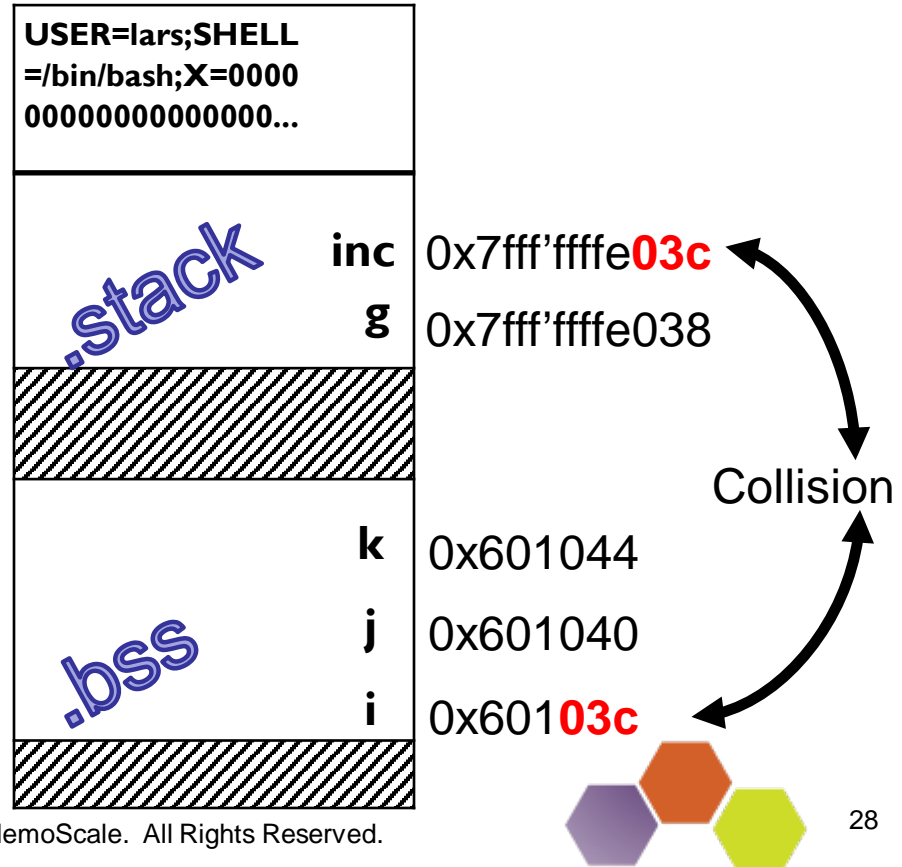 USER=lars;SHELL
=/bin/bash;X=0000
00000000000000...
.stack
inc 0x7fff’ffffe03c
g 0x7fff’ffffe038
Collision
k 0x601044
j 0x601040
.bss
i 0x60103c
emoScale. All Rights Reserved.
28